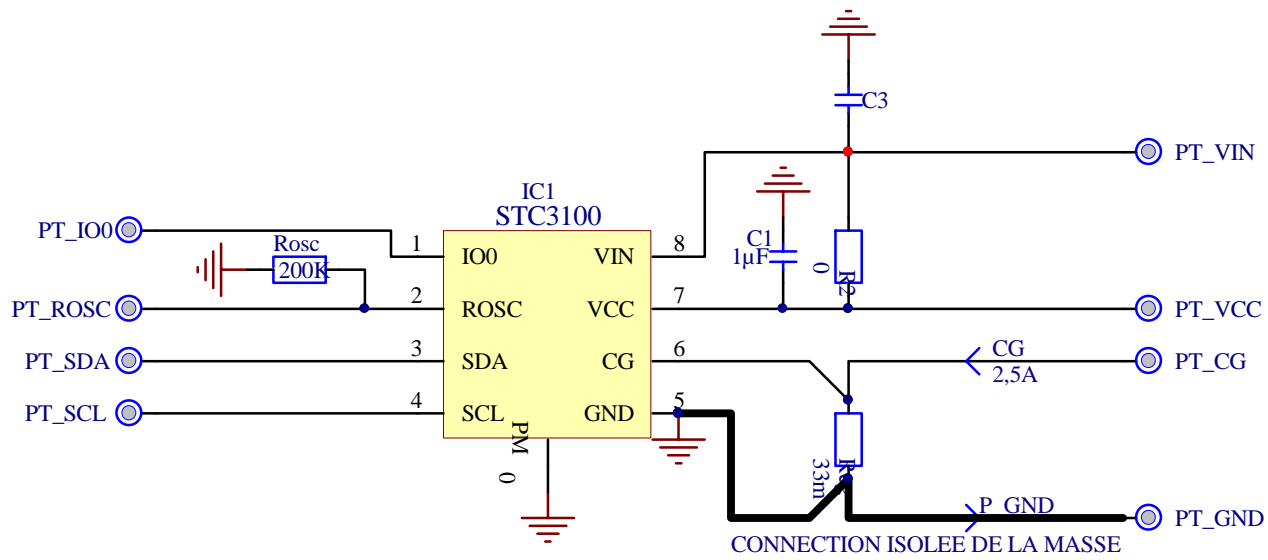 C3
PT_VIN
IC1
STC3100
PT_IO0
1
IO0
VIN
8
C1
1µF
Rosc
200K
R2
0
PT_ROSC
2
ROSC
VCC
7
PT_VCC
PT_SDA
3
SDA
CG
6
CG
2,5A
PT_CG
PT_SCL
4
SCL
GND
5
PM
0
33m
P_GND
PT_GND
CONNECTION ISOLEE DE LA MASSE